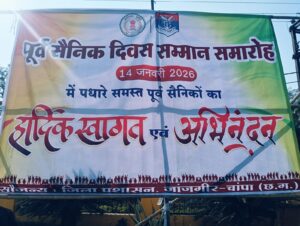 पूर्व सैनिक दिवस सम्मान समारोह
14 जनवरी 2026
में पधारे समस्त पूर्व सैनिकों का
हार्दिक स्वागत एवं अभिनंदन
जिला प्रशासन, जांजगीर-चांपा (छ.ग.)